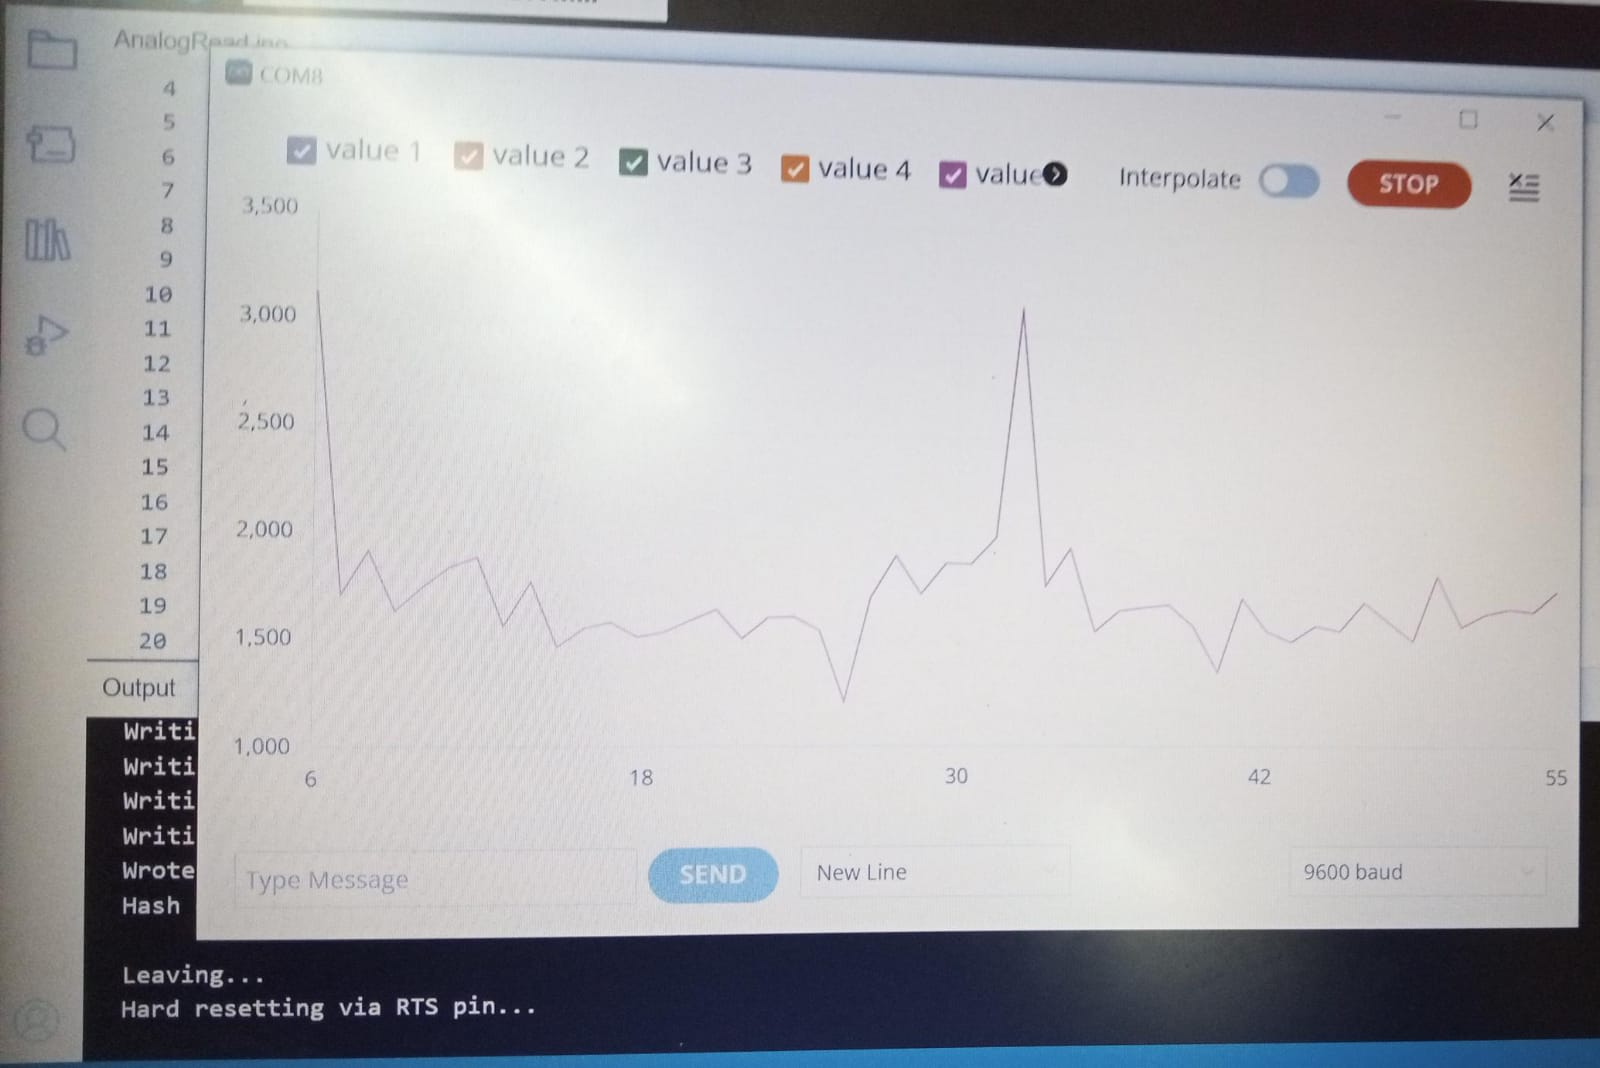 AnalogRead.ino
COM8
value 1 value 2 value 3 value 4 value Interpolate STOP
4
5
6
7
8
9
10
11
12
13
14
15
16
17
18
19
20
3,500
3,000
2,500
2,000
1,500
1,000
6 18 30 42 55
Type Message SEND New Line 9600 baud
Output
Writi
Writi
Writi
Writi
Wrote
Hash
Leaving...
Hard resetting via RTS pin...